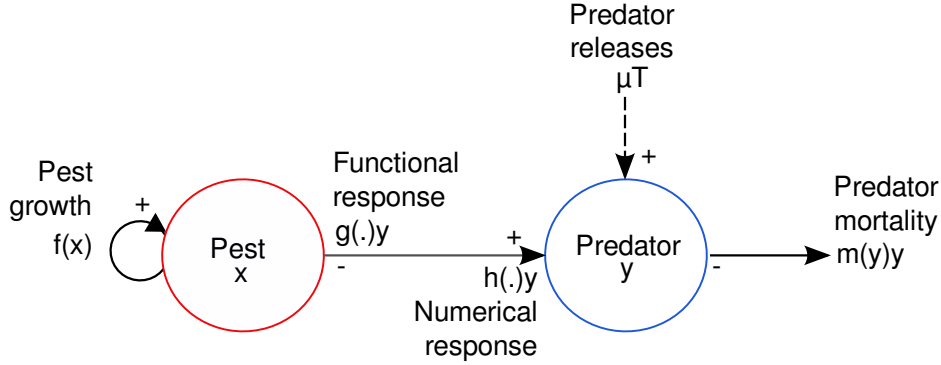 Predator
releases
μT
+
Pest
growth
f(x)
+
Pest
x
Functional
response
g(.)y
-
+
h(.)y
Numerical
response
Predator
y
-
Predator
mortality
m(y)y